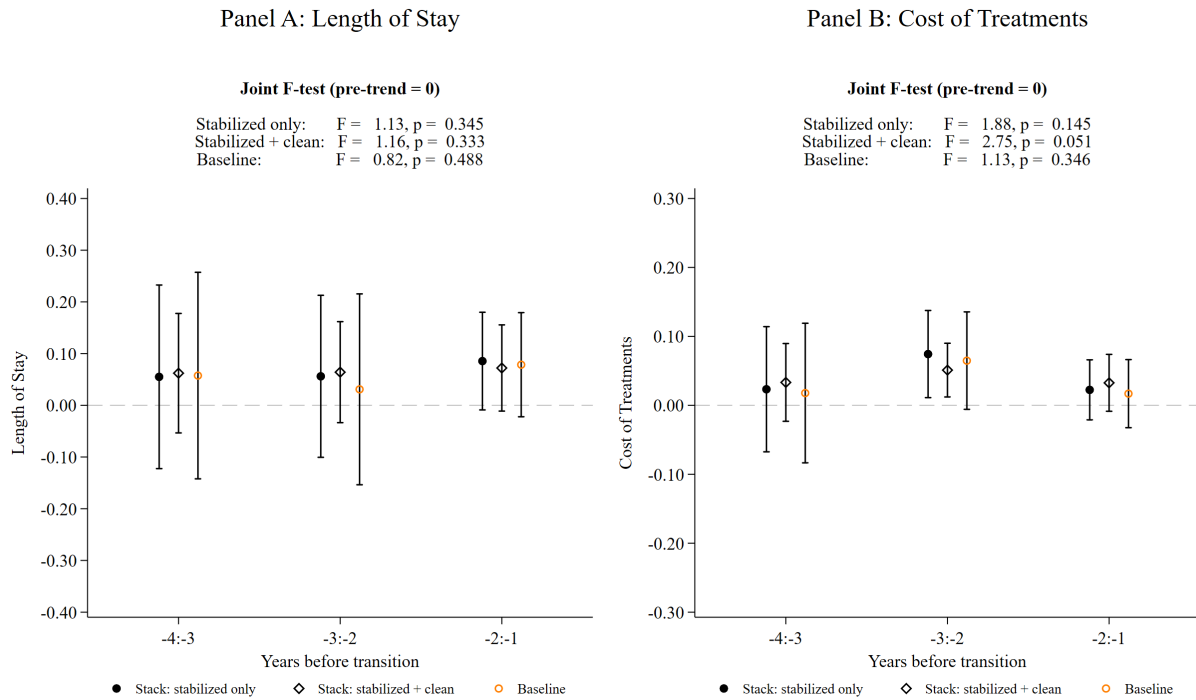 Panel A: Length of Stay
Joint F-test (pre-trend = 0)
Stabilized only: F = 1.13, p = 0.345
Stabilized + clean: F = 1.16, p = 0.333
Baseline: F = 0.82, p = 0.488
0.40
0.30
0.20
0.10
0.00
-0.10
-0.20
-0.30
-0.40
Length of Stay
-4:-3 -3:-2 -2:-1
Years before transition
Stack: stabilized only Stack: stabilized + clean Baseline
Panel B: Cost of Treatments
Joint F-test (pre-trend = 0)
Stabilized only: F = 1.88, p = 0.145
Stabilized + clean: F = 2.75, p = 0.051
Baseline: F = 1.13, p = 0.346
0.30
0.20
0.10
0.00
-0.10
-0.20
-0.30
Cost of Treatments
-4:-3 -3:-2 -2:-1
Years before transition
Stack: stabilized only Stack: stabilized + clean Baseline